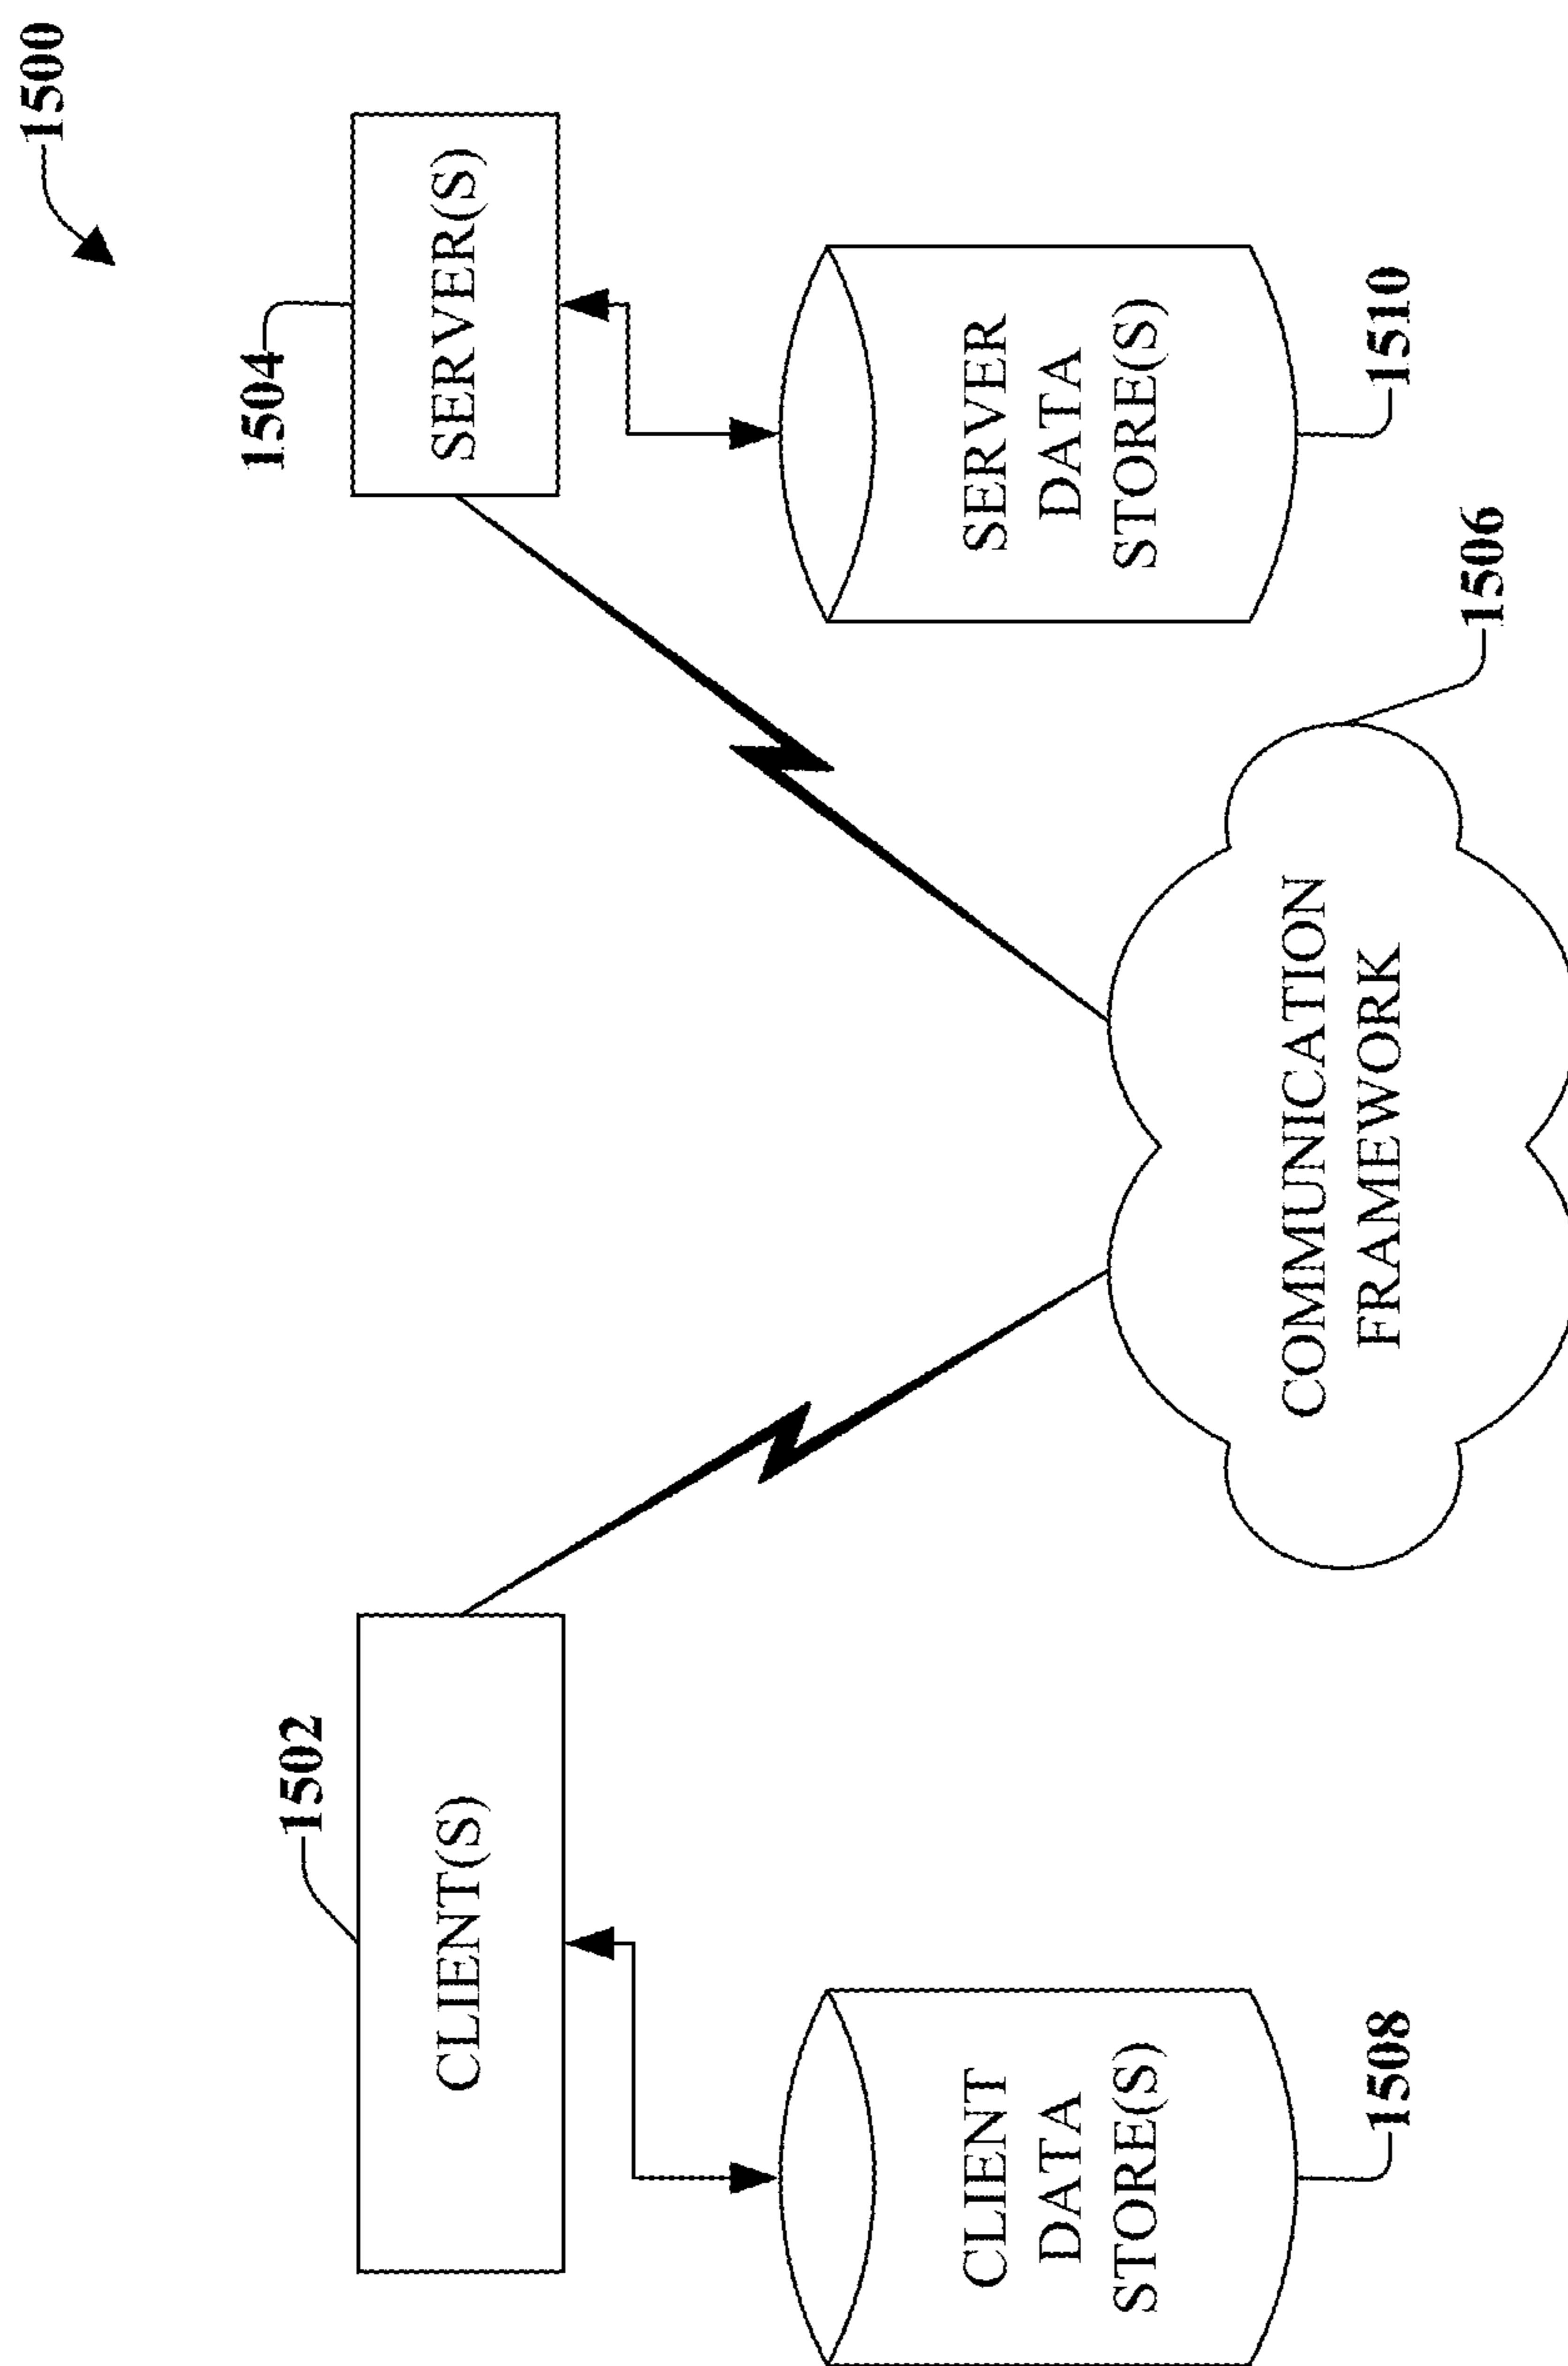 1500
1502
CLIENT(S)
1504
SERVER(S)
CLIENT
DATA
STORE(S)
1508
SERVER
DATA
STORE(S)
1510
COMMUNICATION
FRAMEWORK
1506